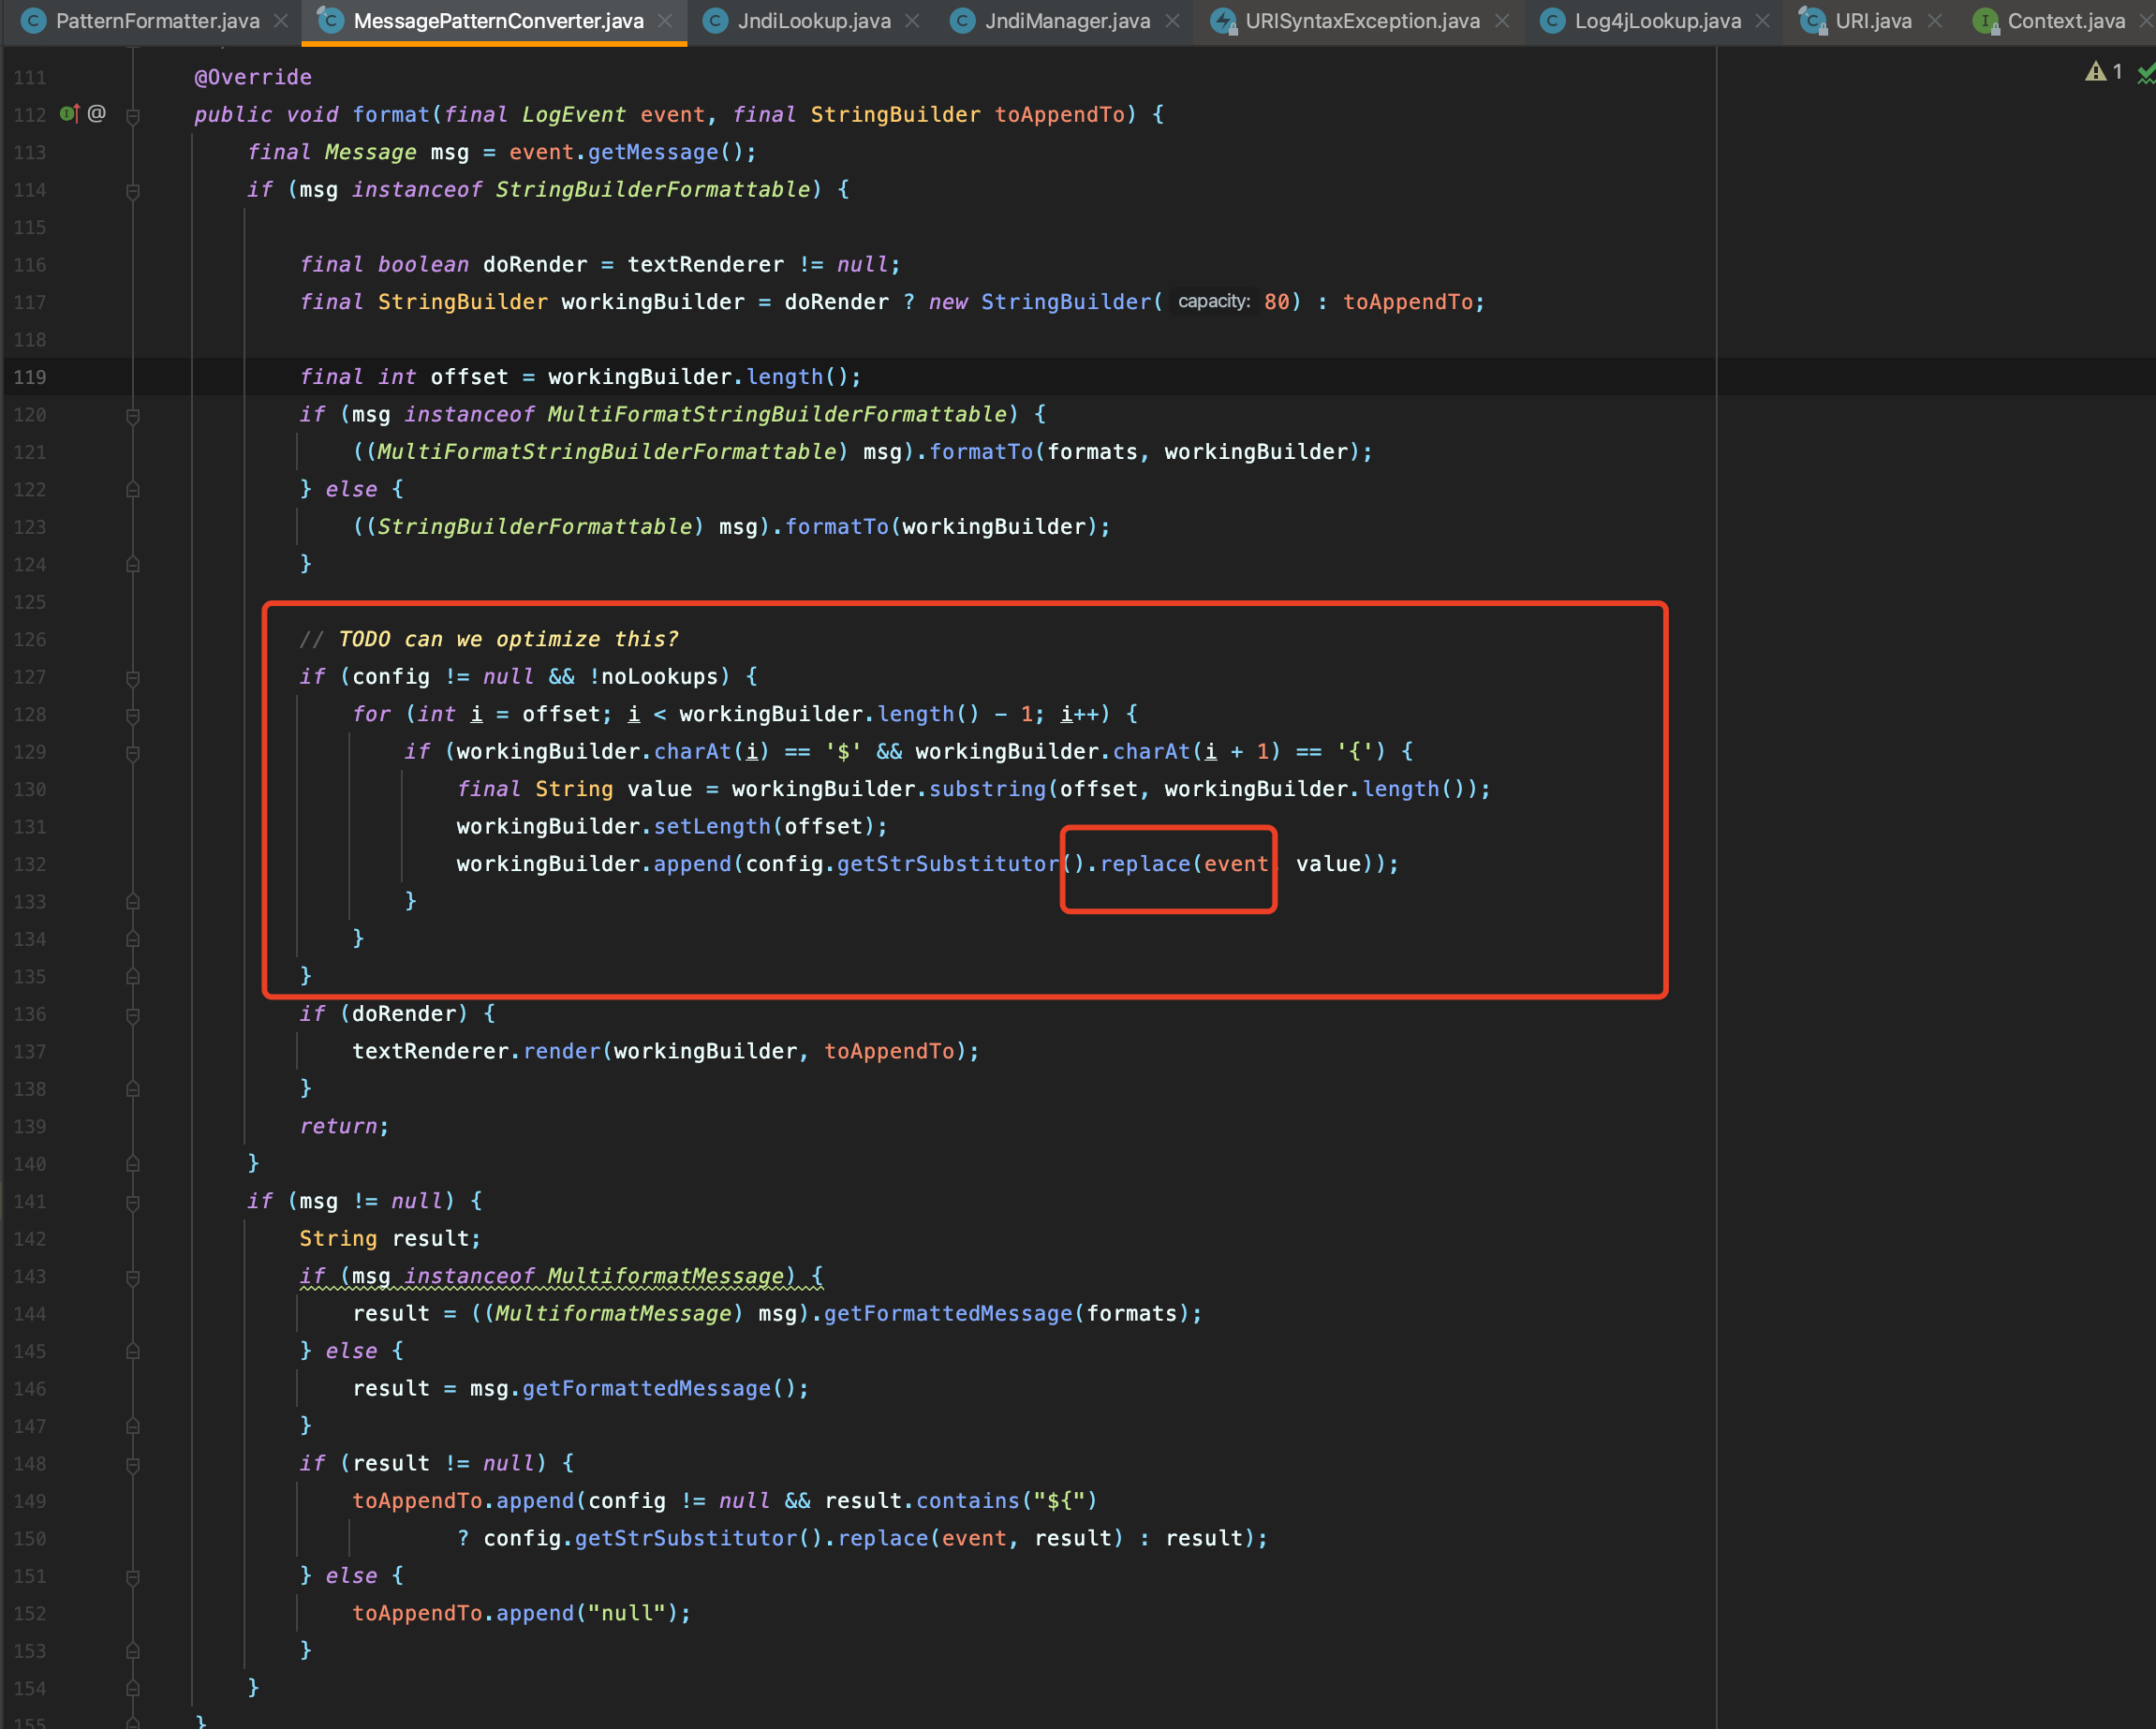 PatternFormatter.java MessagePatternConverter.java JndiLookup.java JndiManager.java URISyntaxException.java Log4jLookup.java URI.java Context.java
1
111 @Override
112 @ public void format(final LogEvent event, final StringBuilder toAppendTo) {
113 final Message msg = event.getMessage();
114 if (msg instanceof StringBuilderFormattable) {
115
116 final boolean doRender = textRenderer != null;
117 final StringBuilder workingBuilder = doRender ? new StringBuilder( capacity: 80) : toAppendTo;
118
119 final int offset = workingBuilder.length();
120 if (msg instanceof MultiFormatStringBuilderFormattable) {
121 ((MultiFormatStringBuilderFormattable) msg).formatTo(formats, workingBuilder);
122 } else {
123 ((StringBuilderFormattable) msg).formatTo(workingBuilder);
124 }
125
126 // TODO can we optimize this?
127 if (config != null && !noLookups) {
128 for (int i = offset; i < workingBuilder.length() - 1; i++) {
129 if (workingBuilder.charAt(i) == '$' && workingBuilder.charAt(i + 1) == '{') {
130 final String value = workingBuilder.substring(offset, workingBuilder.length());
131 workingBuilder.setLength(offset);
132 workingBuilder.append(config.getStrSubstitutor().replace(event, value));
133 }
134 }
135 }
136 if (doRender) {
137 textRenderer.render(workingBuilder, toAppendTo);
138 }
139 return;
140 }
141 if (msg != null) {
142 String result;
143 if (msg instanceof MultiformatMessage) {
144 result = ((MultiformatMessage) msg).getFormattedMessage(formats);
145 } else {
146 result = msg.getFormattedMessage();
147 }
148 if (result != null) {
149 toAppendTo.append(config != null && result.contains("${")
150 ? config.getStrSubstitutor().replace(event, result) : result);
151 } else {
152 toAppendTo.append("null");
153 }
154 }
155 }